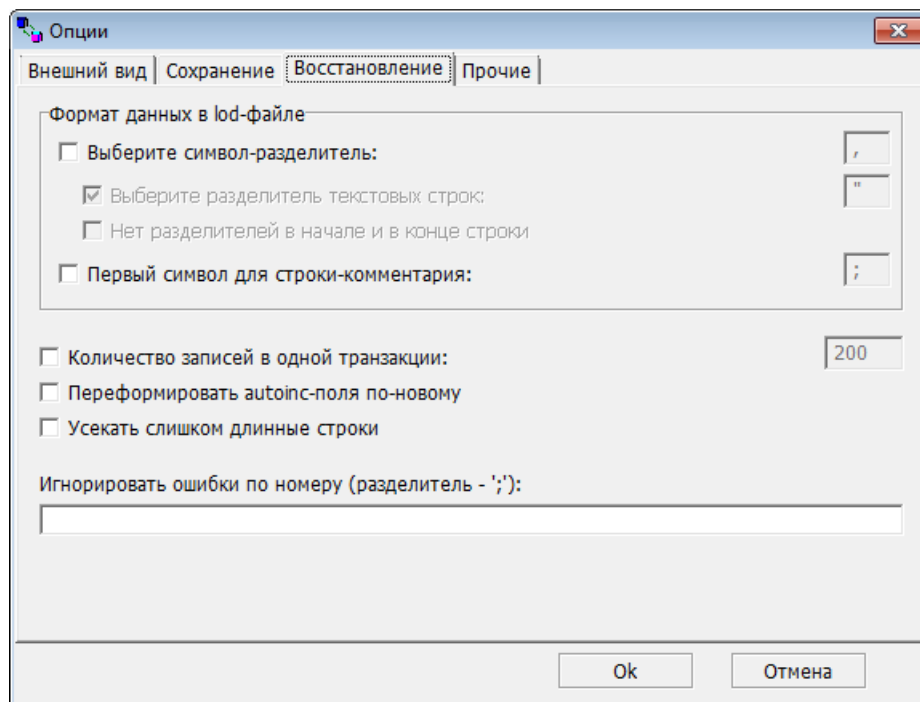 Опции
Внешний вид Сохранение Восстановление Прочие
Формат данных в lod-файле
Выберите символ-разделитель: ,
Выберите разделитель текстовых строк: "
Нет разделителей в начале и в конце строки
Первый символ для строки-комментария: ;
Количество записей в одной транзакции: 200
Переформировать autoinc-поля по-новому
Усекать слишком длинные строки
Игнорировать ошибки по номеру (разделитель - ';'):
Ok Отмена